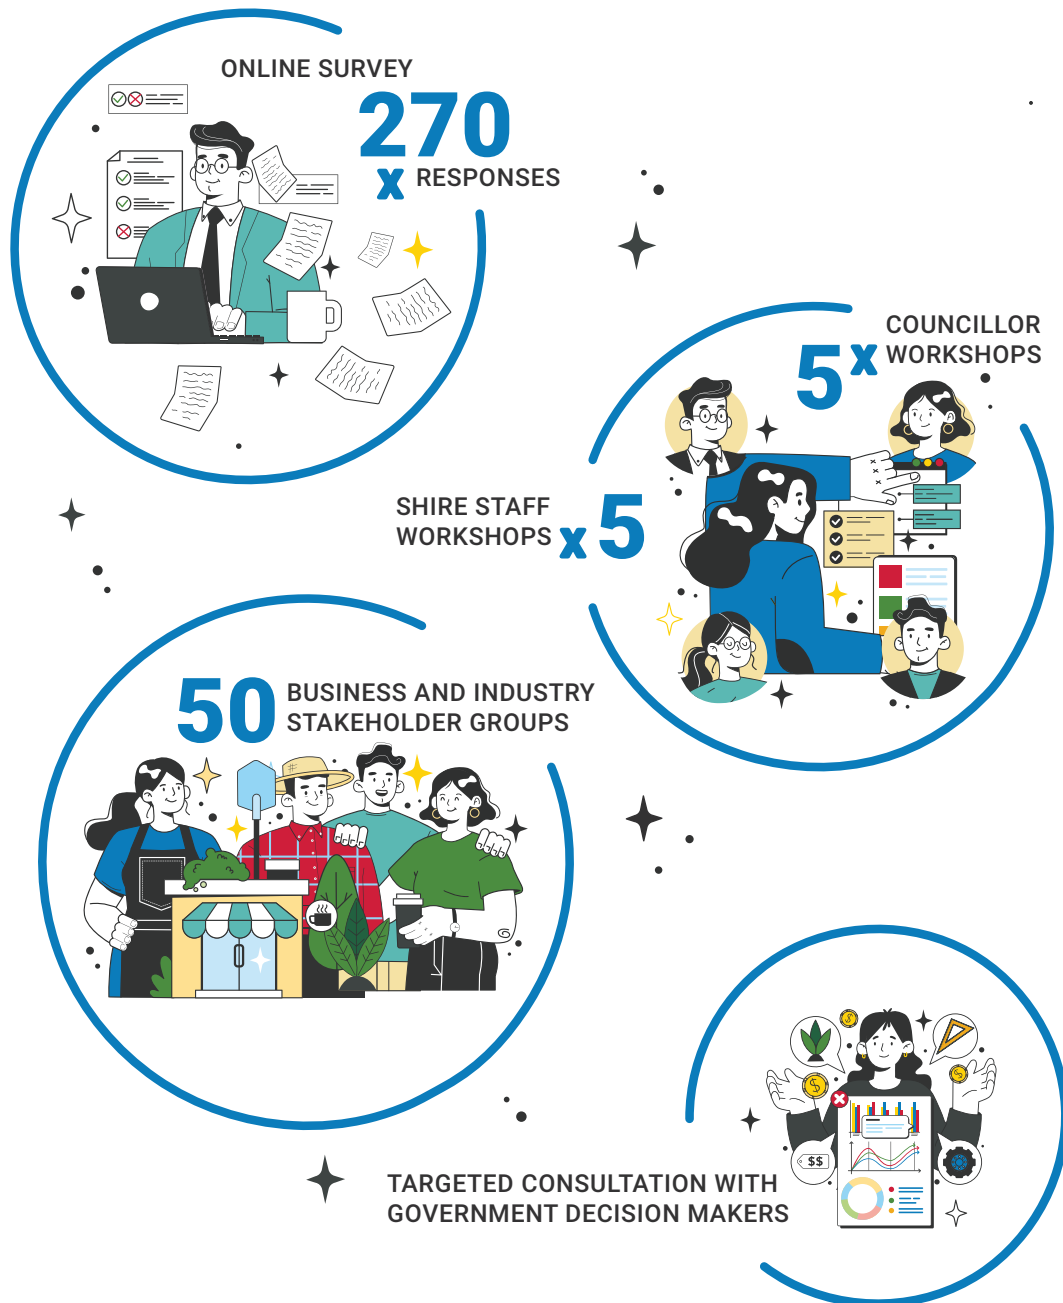 ONLINE SURVEY
270
x RESPONSES
5 x COUNCILLOR
WORKSHOPS
SHIRE STAFF
WORKSHOPS x 5
50 BUSINESS AND INDUSTRY
STAKEHOLDER GROUPS
$
$
$
$$
TARGETED CONSULTATION WITH
GOVERNMENT DECISION MAKERS